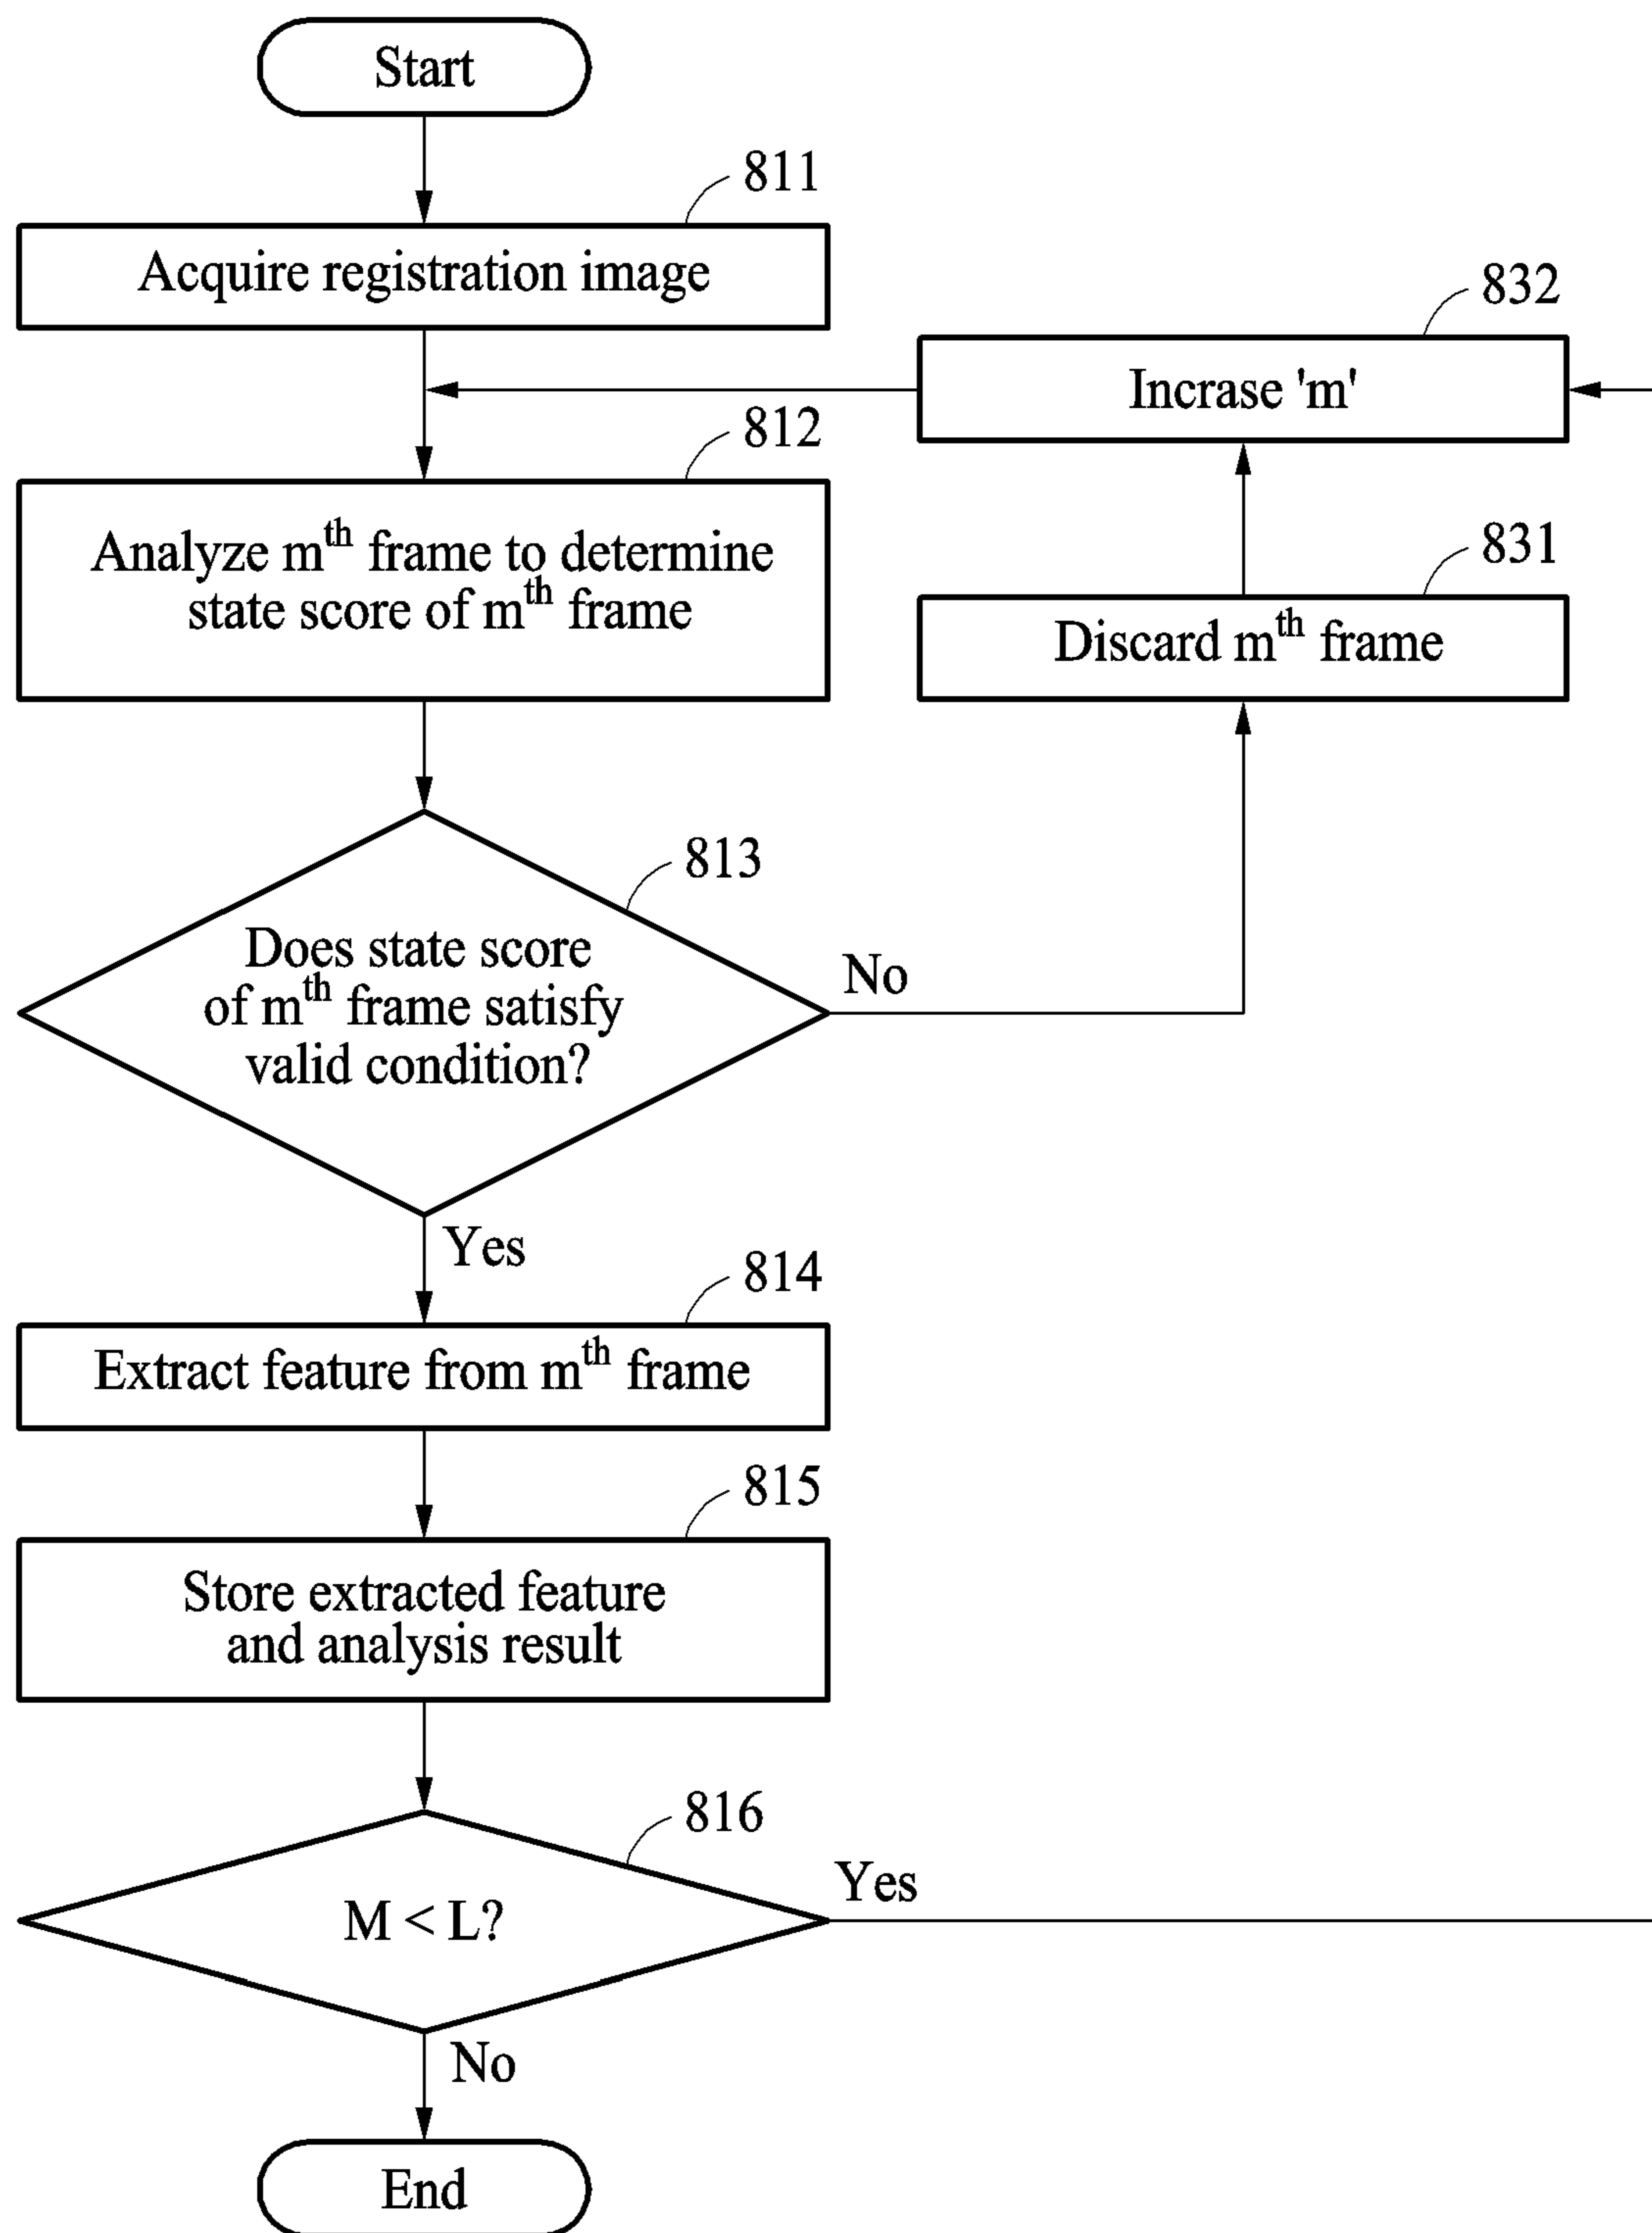 Start
811
Acquire registration image
832
Incrase 'm'
812
Analyze mth frame to determine
state score of mth frame
831
Discard mth frame
813
Does state score
of mth frame satisfy
valid condition?
No
Yes
814
Extract feature from mth frame
815
Store extracted feature
and analysis result
816
M < L?
Yes
No
End